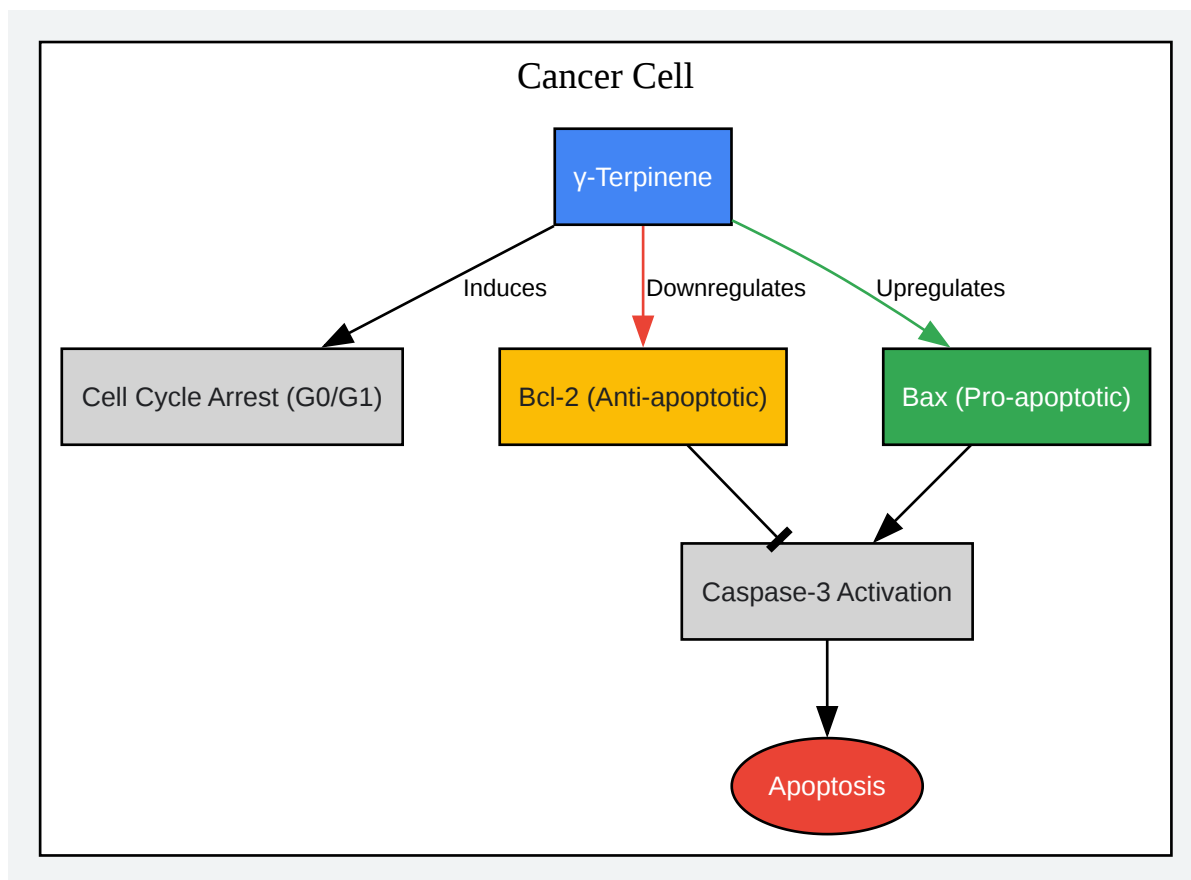 Cancer Cell
γ-Terpinene
Induces
Downregulates
Upregulates
Cell Cycle Arrest (G0/G1)
Bcl-2 (Anti-apoptotic)
Bax (Pro-apoptotic)
Caspase-3 Activation
Apoptosis